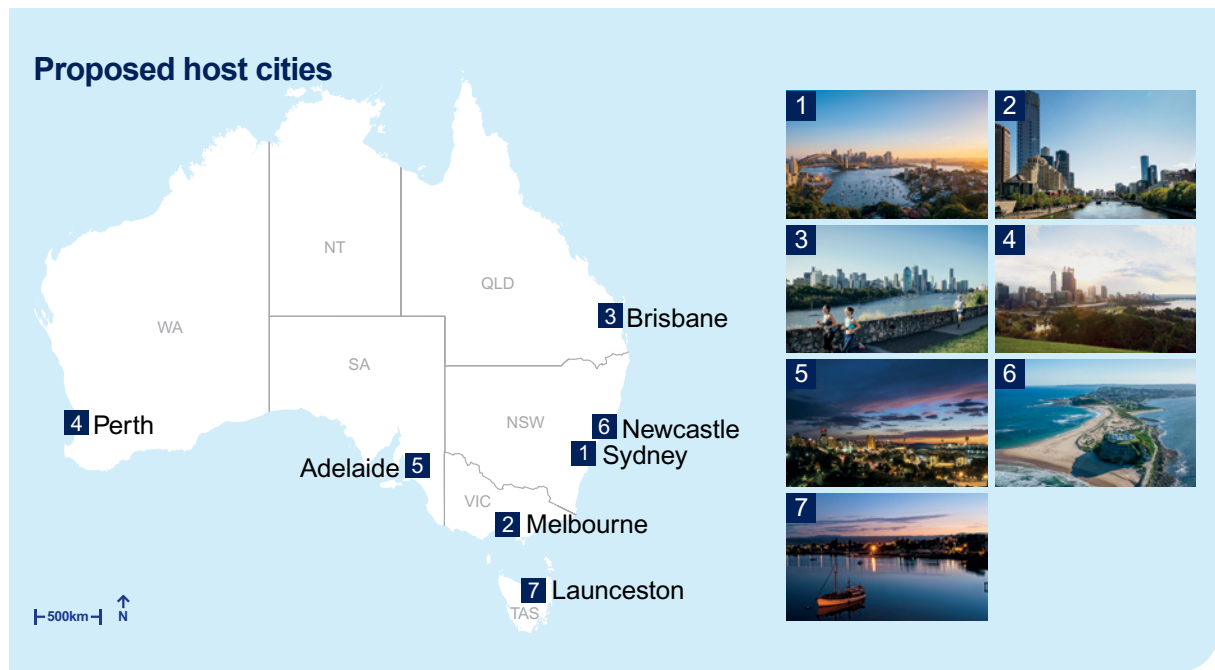 Proposed host cities
NT
QLD
WA
SA
NSW
VIC
TAS
3 Brisbane
4 Perth
6 Newcastle
1 Sydney
Adelaide 5
2 Melbourne
7 Launceston
500km
N
1
2
3
4
5
6
7